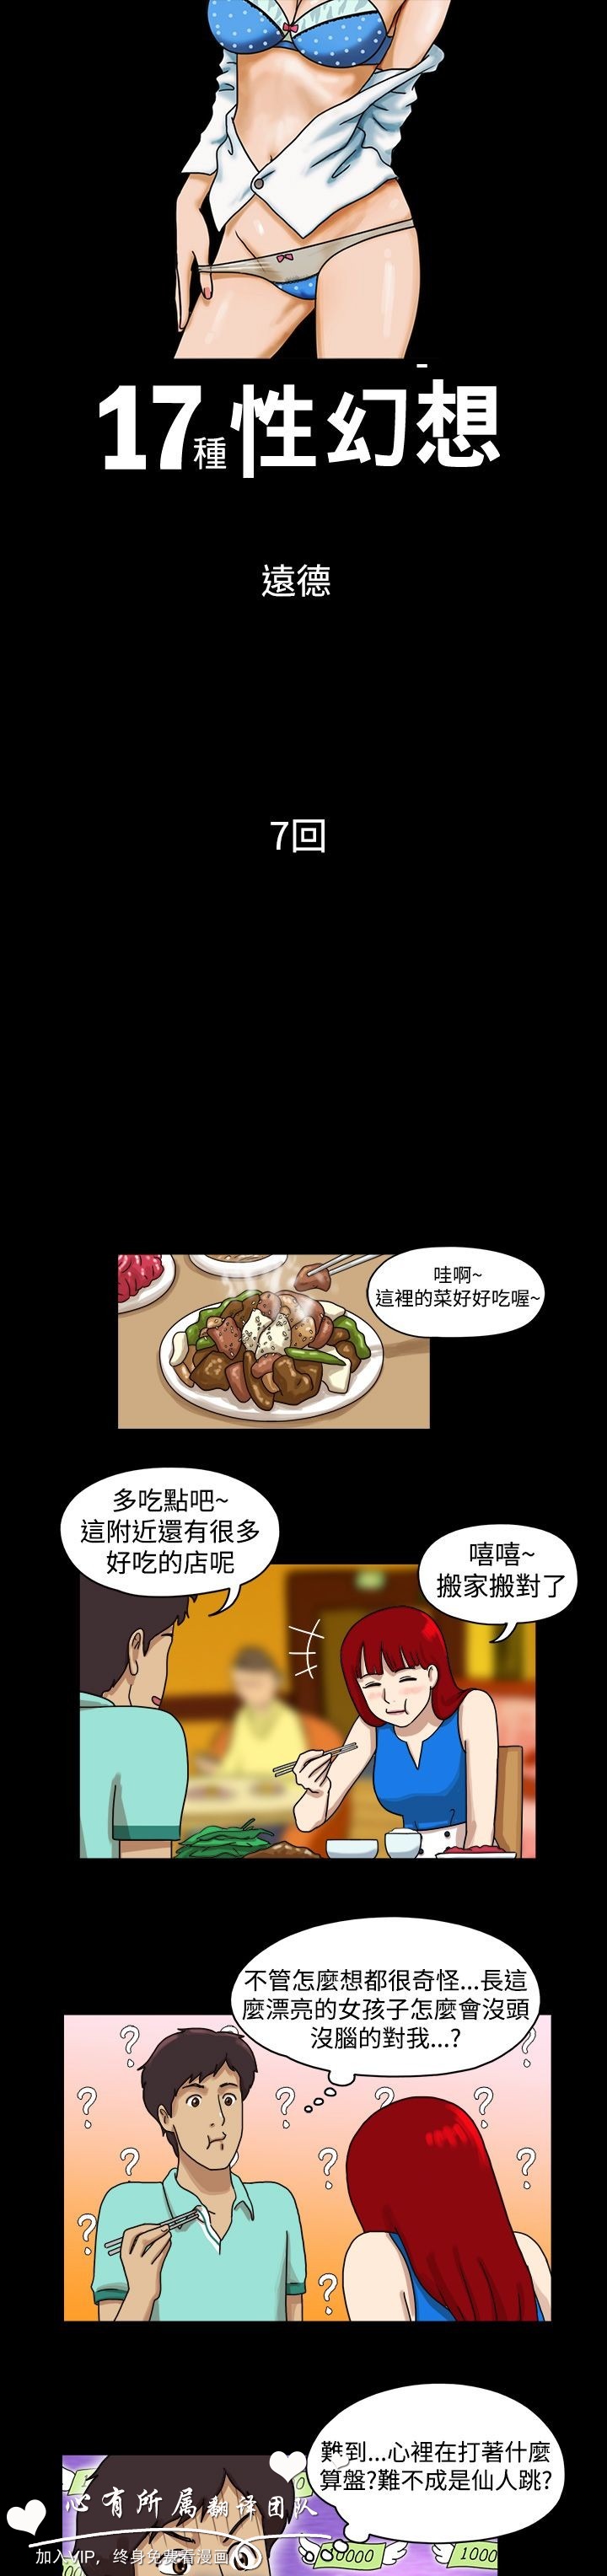 17種性幻想
遠德
7回
哇啊~
這裡的菜好好吃喔~
多吃點吧~
這附近還有很多
好吃的店呢
嘻嘻~
搬家搬對了
不管怎麼想都很奇怪...長這
麼漂亮的女孩子怎麼會沒頭
沒腦的對我...?
難到...心裡在打著什麼
算盤?難不成是仙人跳?
心有所属翻译团队
加入VIP，终身免费看漫画
1000